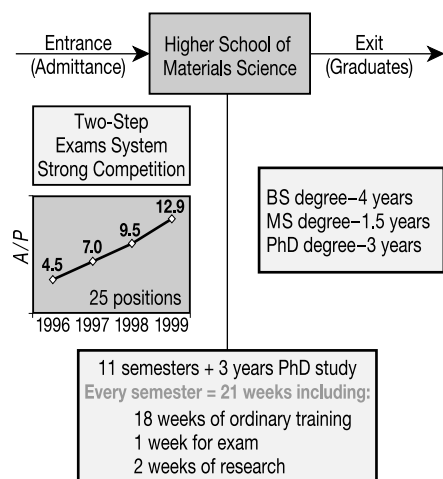 Entrance
(Admittance)
Higher School of
Materials Science
Exit
(Graduates)
Two-Step
Exams System
Strong Competition
BS degree–4 years
MS degree–1.5 years
PhD degree–3 years
A/P
4.5
7.0
9.5
12.9
25 positions
1996 1997 1998 1999
11 semesters + 3 years PhD study
Every semester = 21 weeks including:
18 weeks of ordinary training
1 week for exam
2 weeks of research